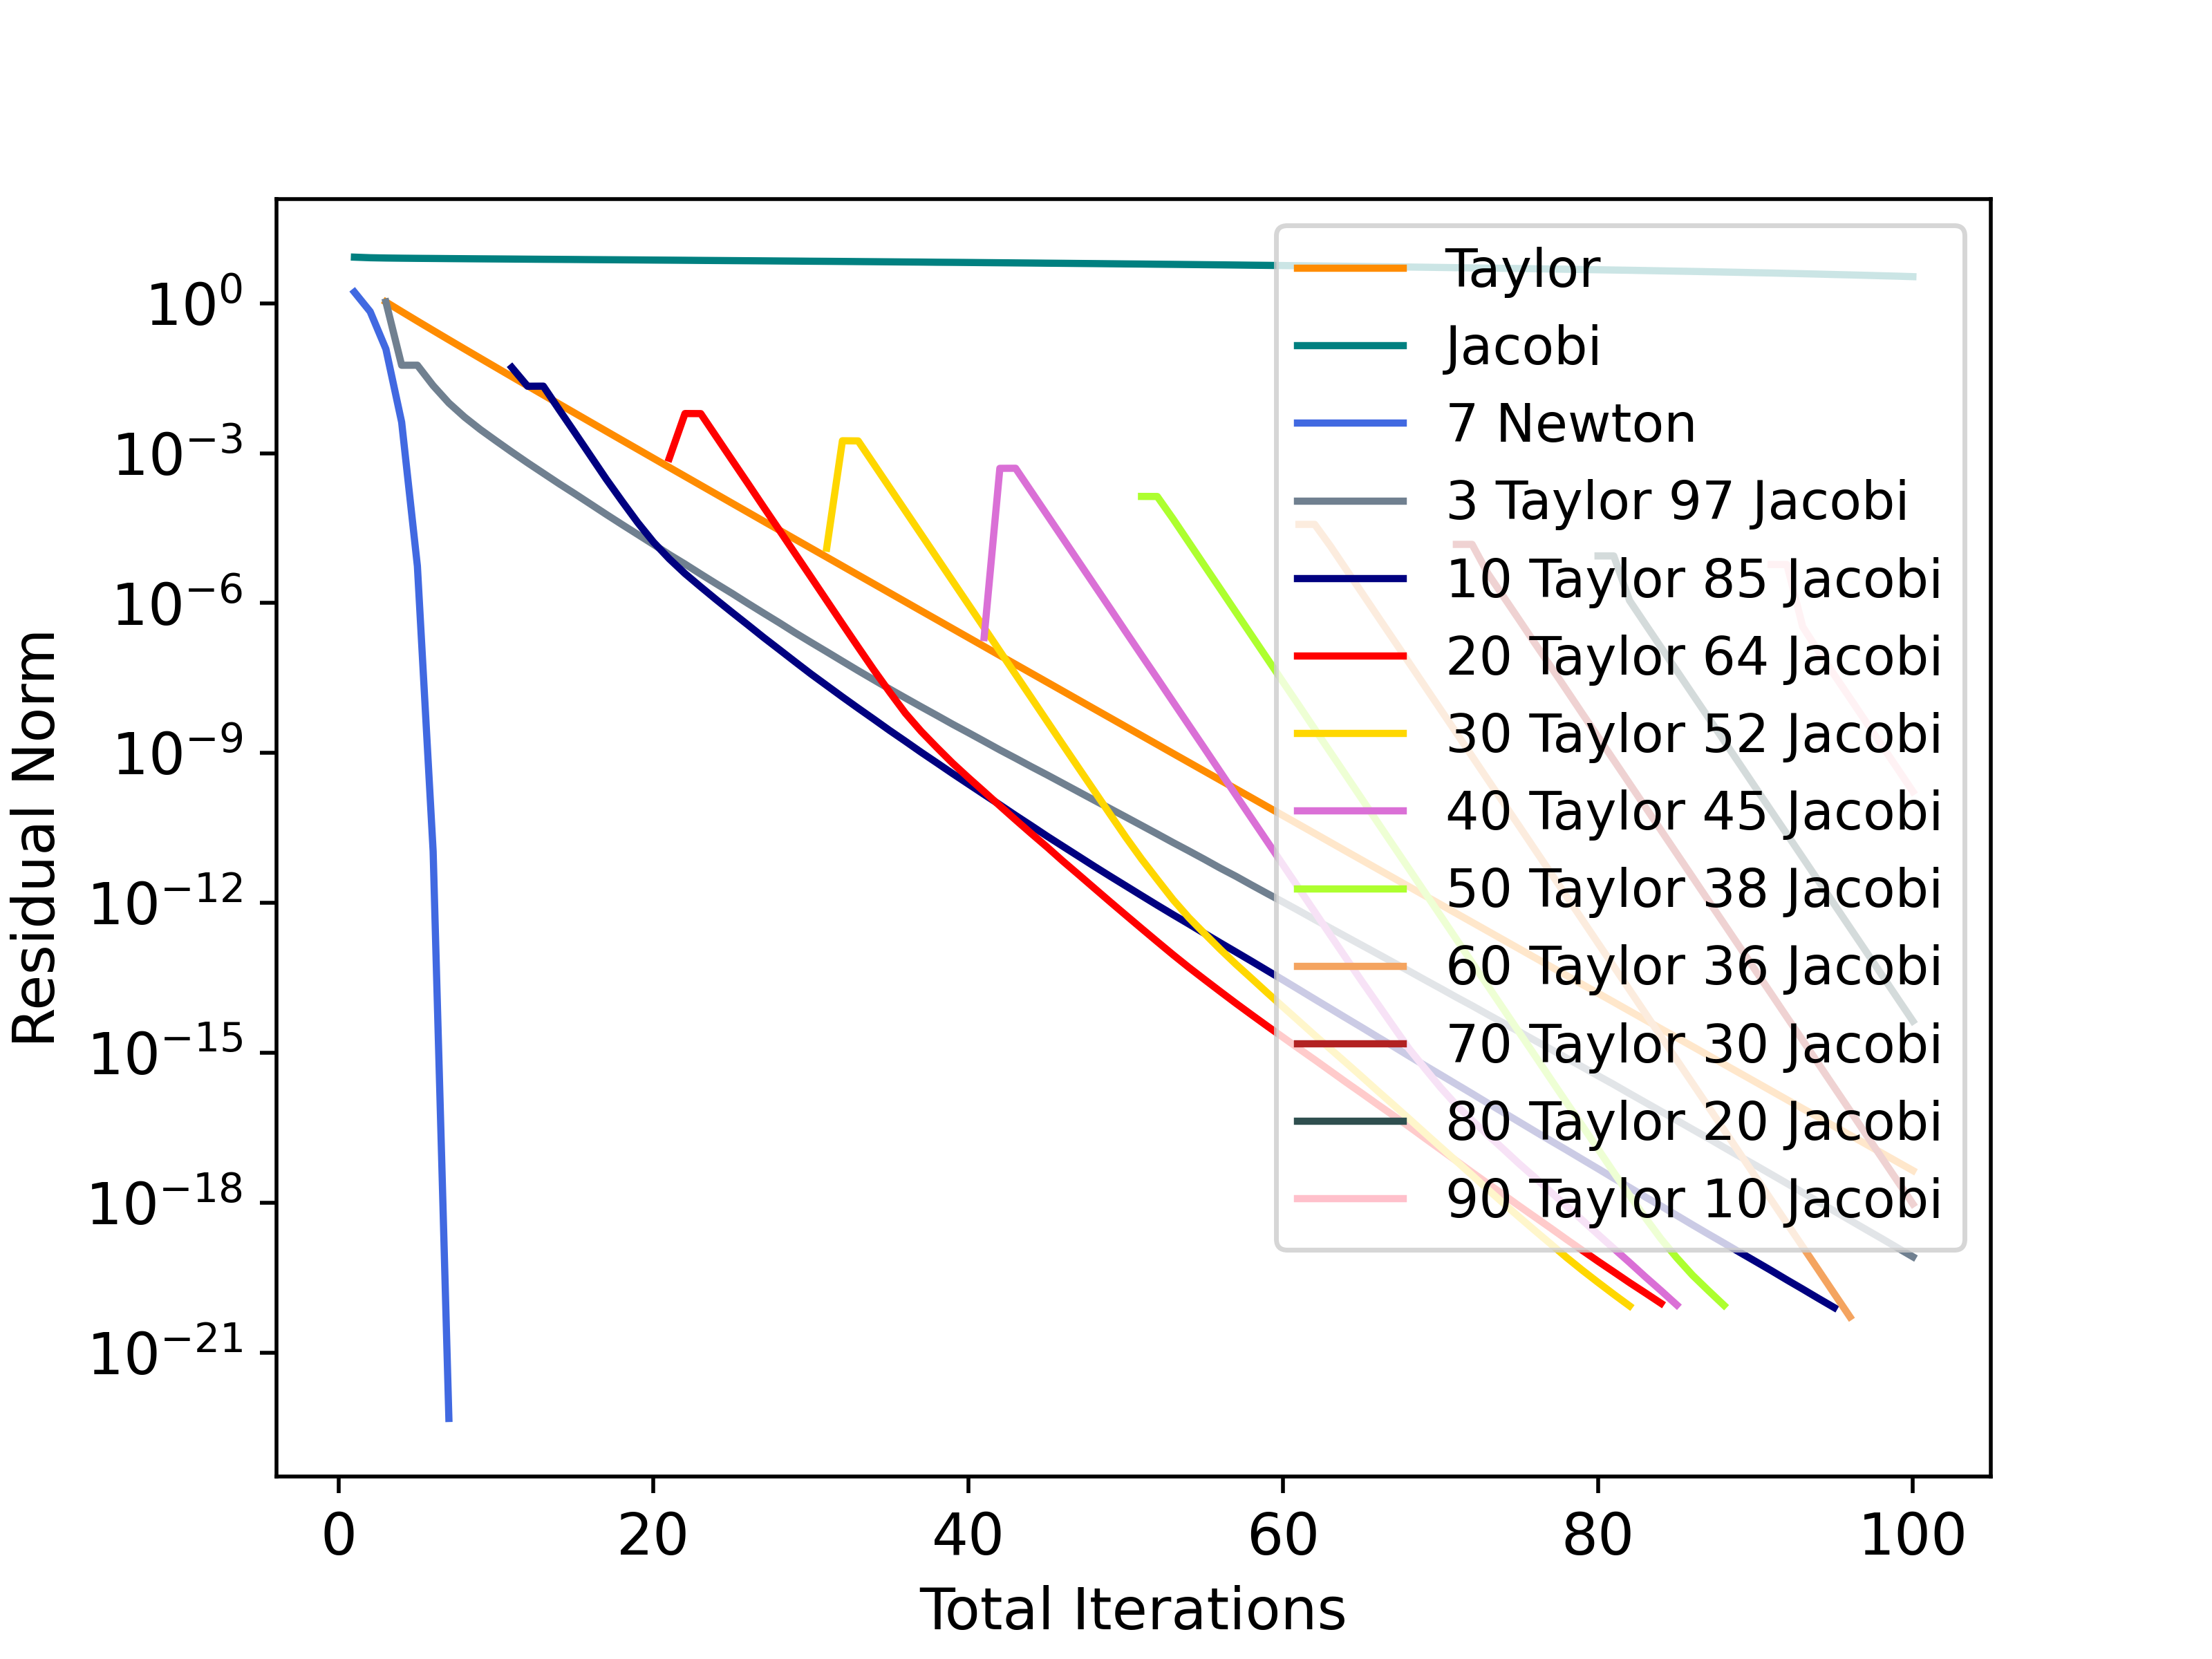 Residual Norm
10^0
10^−3
10^−6
10^−9
10^−12
10^−15
10^−18
10^−21
Taylor
Jacobi
7 Newton
3 Taylor 97 Jacobi
10 Taylor 85 Jacobi
20 Taylor 64 Jacobi
30 Taylor 52 Jacobi
40 Taylor 45 Jacobi
50 Taylor 38 Jacobi
60 Taylor 36 Jacobi
70 Taylor 30 Jacobi
80 Taylor 20 Jacobi
90 Taylor 10 Jacobi
0 20 40 60 80 100
Total Iterations